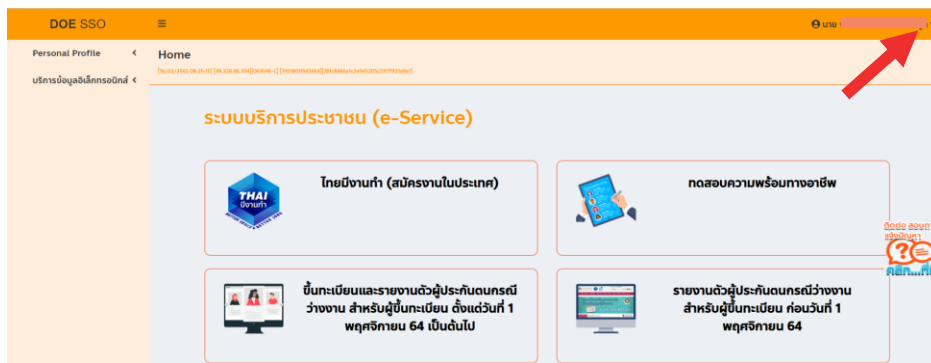 DOE SSO
นาย
Personal Profile
บริการข้อมูลอิเล็กทรอนิกส์
Home
ระบบบริการประชาชน (e-Service)
THAI
มีงานทำ
ไทยมีงานทำ (สมัครงานในประเทศ)
ทดสอบความพร้อมทางอาชีพ
ติดต่อ
แจ้งปัญหา
ขึ้นทะเบียนและรายงานตัวผู้ประกันตนกรณี
ว่างงาน สำหรับผู้ขึ้นทะเบียน ตั้งแต่วันที่ 1
พฤศจิกายน 64 เป็นต้นไป
รายงานตัวผู้ประกันตนกรณีว่างงาน
สำหรับผู้ขึ้นทะเบียน ก่อนวันที่ 1
พฤศจิกายน 64